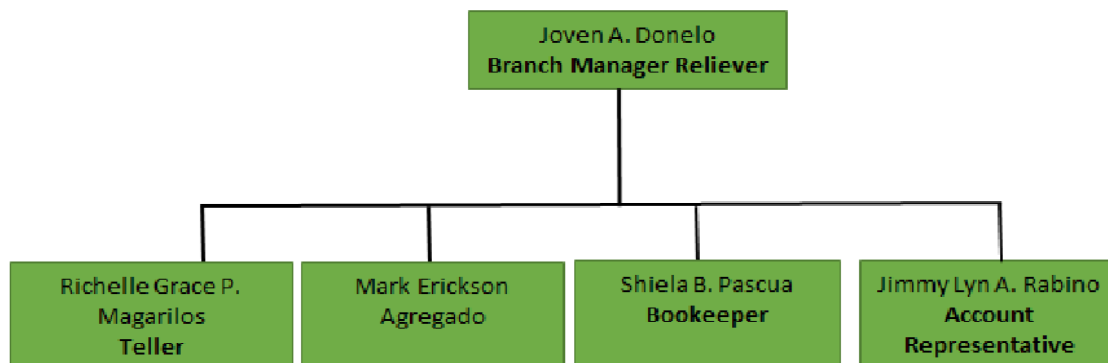 Joven A. Donelo
Branch Manager Reliever
Richelle Grace P.
Magarilos
Teller
Mark Erickson
Agregado
Shiela B. Pascua
Bookeeper
Jimmy Lyn A. Rabino
Account
Representative